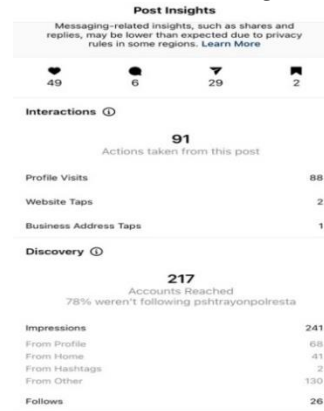 Post Insights
Messaging-related insights, such as shares and
replies, may be lower than expected due to privacy
rules in some regions. Learn More
49 6 29 2
Interactions
91
Actions taken from this post
Profile Visits 88
Website Taps 2
Business Address Taps 1
Discovery
217
Accounts Reached
78% weren't following pshtrayonpolresta
Impressions 241
From Profile 68
From Home 41
From Hashtags 2
From Other 130
Follows 26